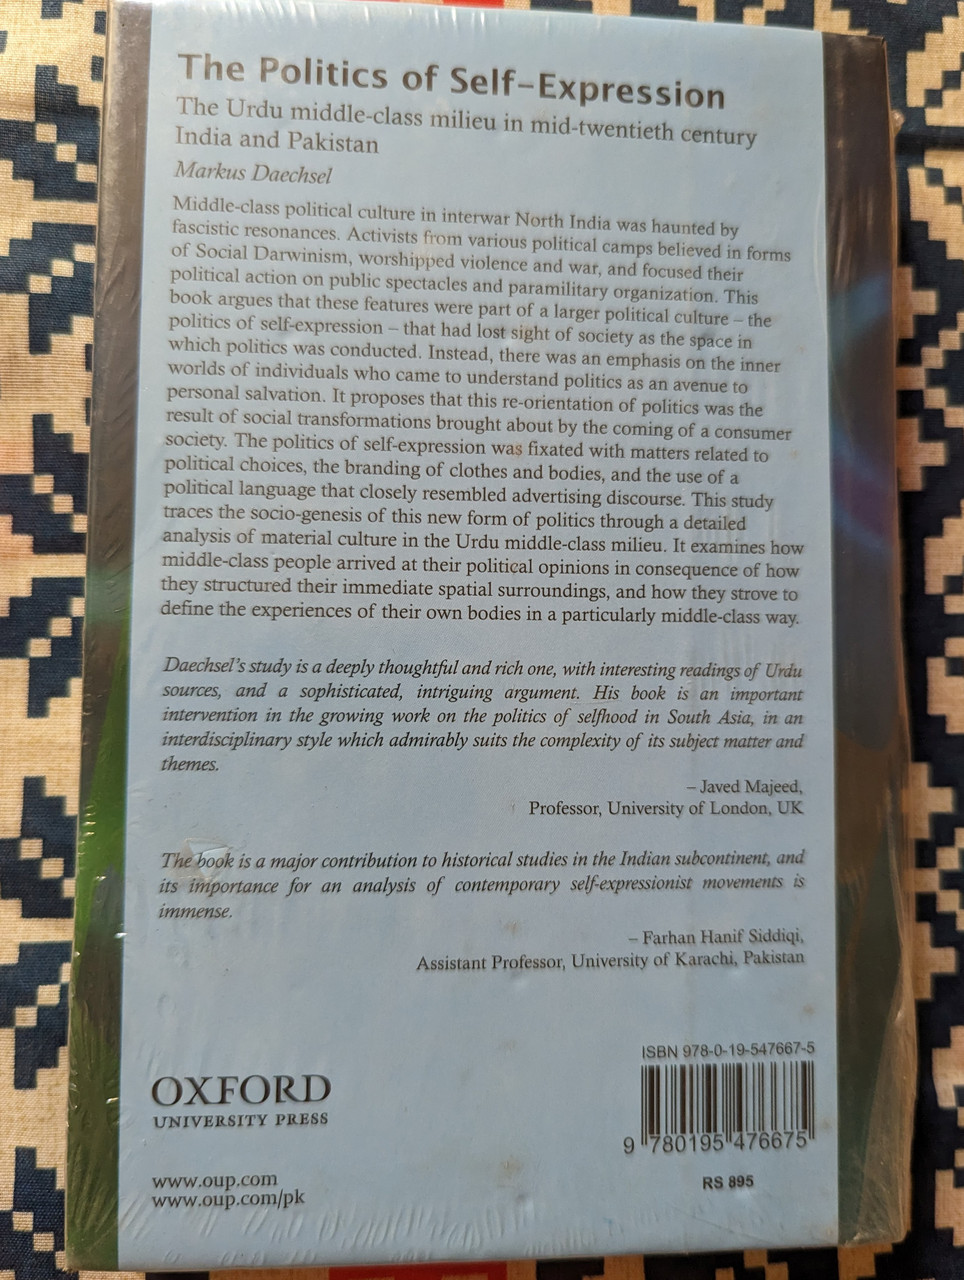 The Politics of Self–Expression
The Urdu middle-class milieu in mid-twentieth century
India and Pakistan
Markus Daechsel
Middle-class political culture in interwar North India was haunted by
fascistic resonances. Activists from various political camps believed in forms
of Social Darwinism, worshipped violence and war, and focused their
political action on public spectacles and paramilitary organization. This
book argues that these features were part of a larger political culture – the
politics of self-expression – that had lost sight of society as the space in
which politics was conducted. Instead, there was an emphasis on the inner
worlds of individuals who came to understand politics as an avenue to
personal salvation. It proposes that this re-orientation of politics was the
result of social transformations brought about by the coming of a consumer
society. The politics of self-expression was fixated with matters related to
political choices, the branding of clothes and bodies, and the use of a
political language that closely resembled advertising discourse. This study
traces the socio-genesis of this new form of politics through a detailed
analysis of material culture in the Urdu middle-class milieu. It examines how
middle-class people arrived at their political opinions in consequence of how
they structured their immediate spatial surroundings, and how they strove to
define the experiences of their own bodies in a particularly middle-class way.
Daechsel's study is a deeply thoughtful and rich one, with interesting readings of Urdu
sources, and a sophisticated, intriguing argument. His book is an important
intervention in the growing work on the politics of selfhood in South Asia, in an
interdisciplinary style which admirably suits the complexity of its subject matter and
themes.
– Javed Majeed,
Professor, University of London, UK
The book is a major contribution to historical studies in the Indian subcontinent, and
its importance for an analysis of contemporary self-expressionist movements is
immense.
– Farhan Hanif Siddiqi,
Assistant Professor, University of Karachi, Pakistan
ISBN 978-0-19-547667-5
OXFORD
UNIVERSITY PRESS
9 780195 476675
www.oup.com
www.oup.com/pk
RS 895